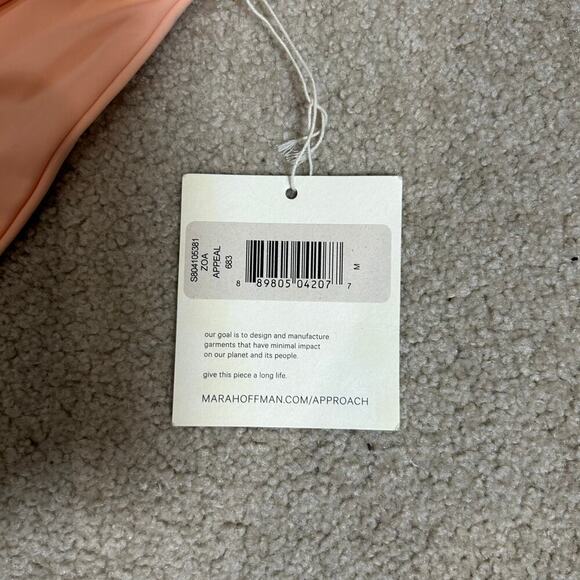 S804105381
ZOA
APPEAL
683
8 89805 04207 7
M
our goal is to design and manufacture
garments that have minimal impact
on our planet and its people.
give this piece a long life.
MARAHOFFMAN.COM/APPROACH